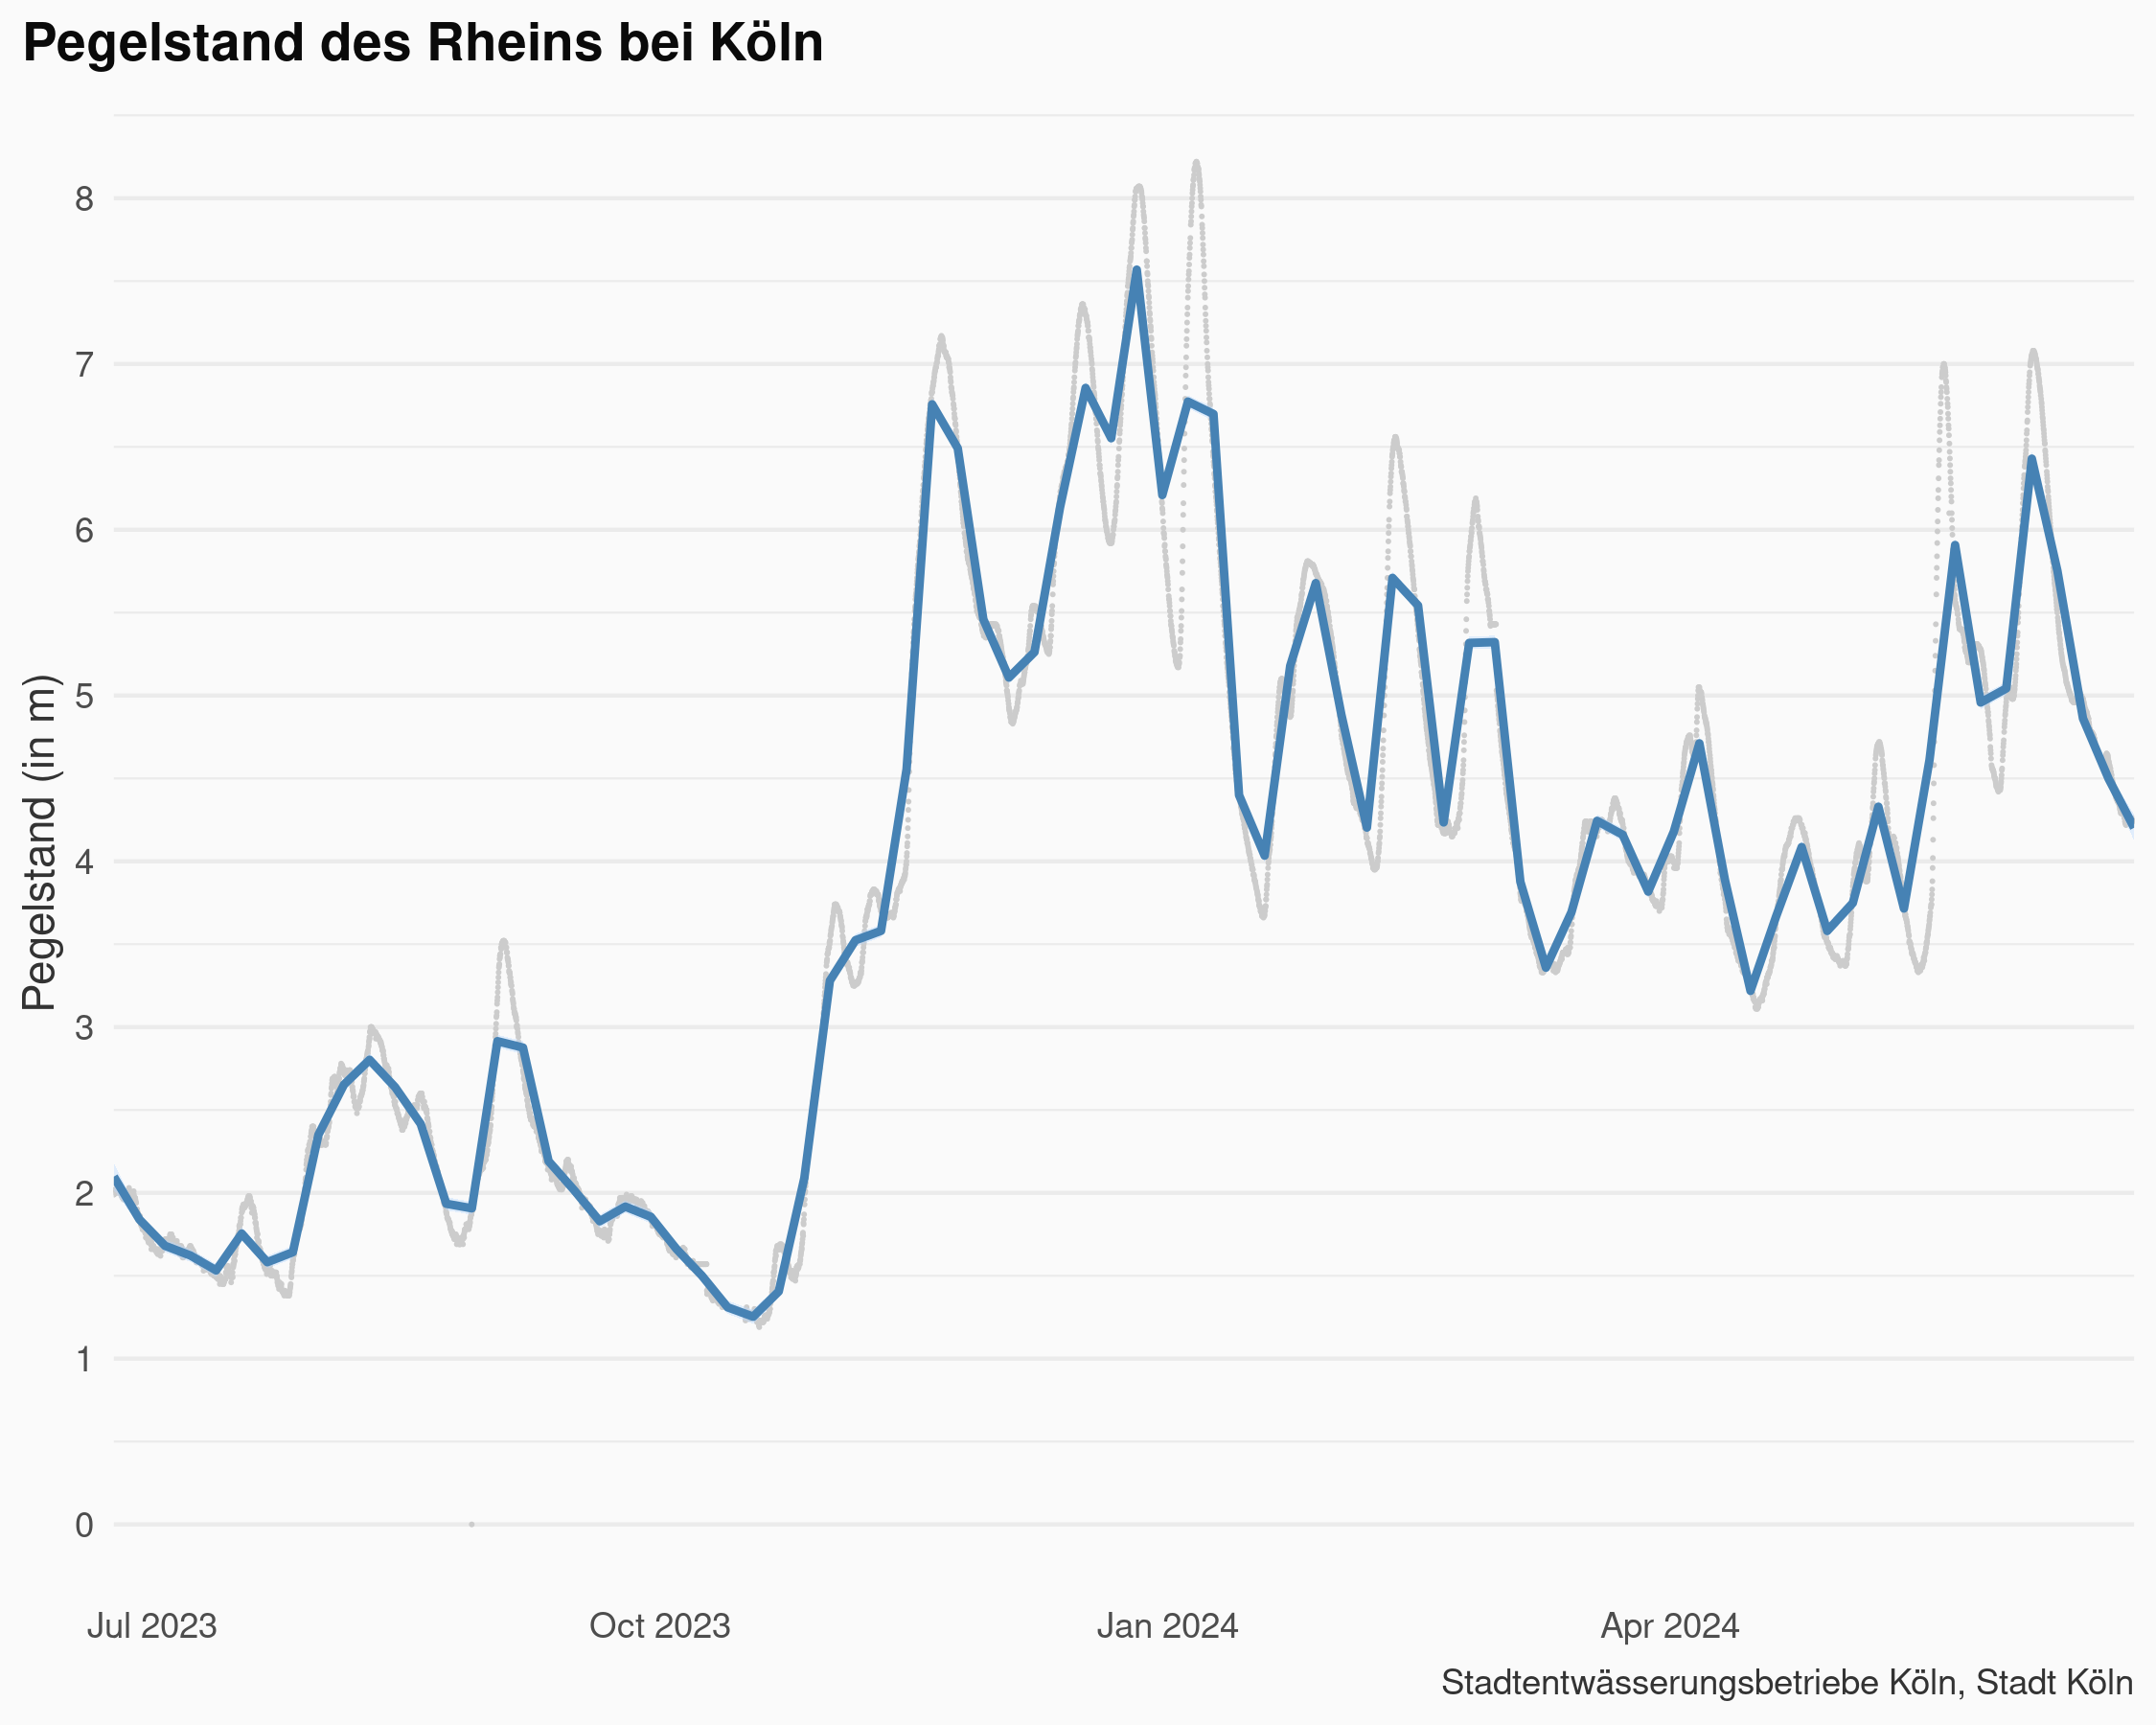 Pegelstand des Rheins bei Köln
Pegelstand (in m)
8
7
6
5
4
3
2
1
0
Jul 2023 Oct 2023 Jan 2024 Apr 2024
Stadtentwässerungsbetriebe Köln, Stadt Köln